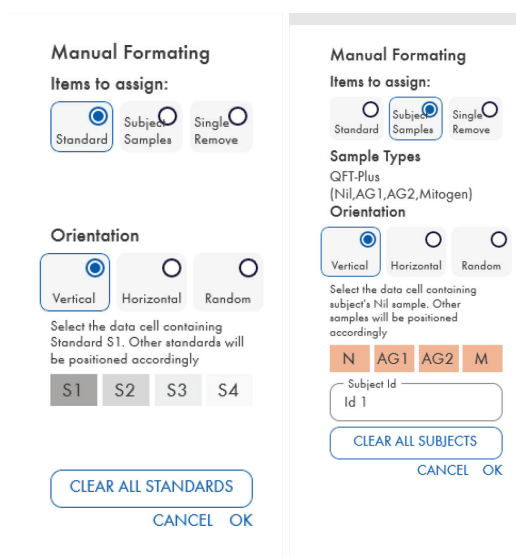 Manual Formating
Items to assign:
Standard
Subject
Samples
Single
Remove
Orientation
Vertical
Horizontal
Random
Select the data cell containing
Standard S1. Other standards will
be positioned accordingly
S1 S2 S3 S4
CLEAR ALL STANDARDS
CANCEL OK
Manual Formating
Items to assign:
Standard
Subject
Samples
Single
Remove
Sample Types
QFT-Plus
(Nil,AG1,AG2,Mitogen)
Orientation
Vertical
Horizontal
Random
Select the data cell containing
subject's Nil sample. Other
samples will be positioned
accordingly
N AG1 AG2 M
Subject Id
Id 1
CLEAR ALL SUBJECTS
CANCEL OK